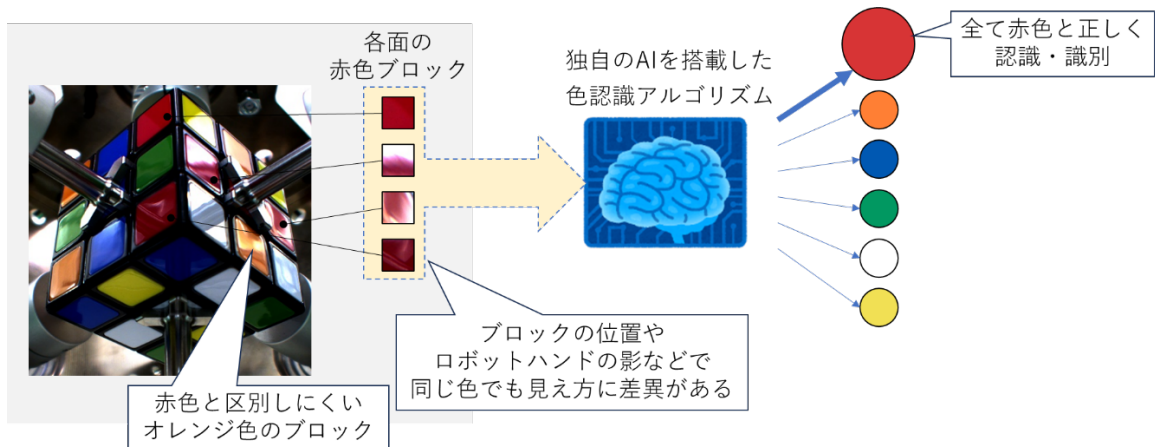 各面の
赤色ブロック
独自のAIを搭載した
色認識アルゴリズム
全て赤色と正しく
認識・識別
ブロックの位置や
ロボットハンドの影などで
同じ色でも見え方に差異がある
赤色と区別しにくい
オレンジ色のブロック